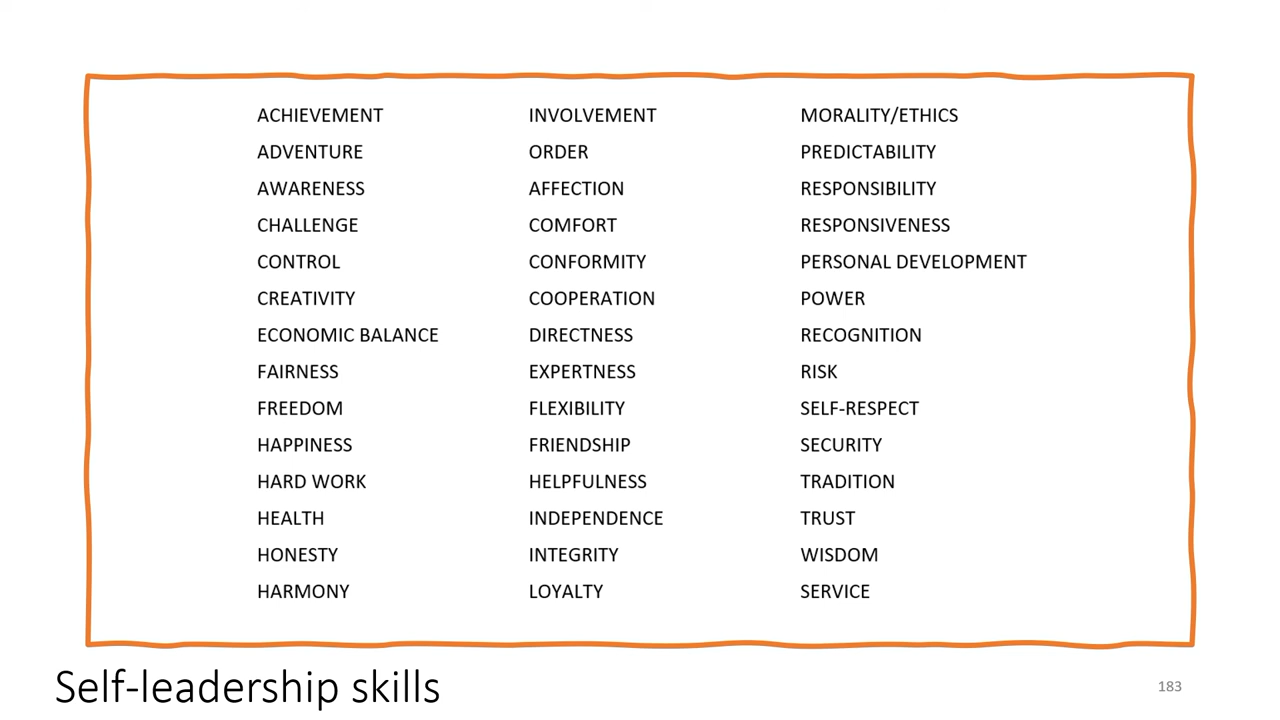 ACHIEVEMENT
ADVENTURE
AWARENESS
CHALLENGE
CONTROL
CREATIVITY
ECONOMIC BALANCE
FAIRNESS
FREEDOM
HAPPINESS
HARD WORK
HEALTH
HONESTY
HARMONY
INVOLVEMENT
ORDER
AFFECTION
COMFORT
CONFORMITY
COOPERATION
DIRECTNESS
EXPERTNESS
FLEXIBILITY
FRIENDSHIP
HELPFULNESS
INDEPENDENCE
INTEGRITY
LOYALTY
MORALITY/ETHICS
PREDICTABILITY
RESPONSIBILITY
RESPONSIVENESS
PERSONAL DEVELOPMENT
POWER
RECOGNITION
RISK
SELF-RESPECT
SECURITY
TRADITION
TRUST
WISDOM
SERVICE
Self-leadership skills
183